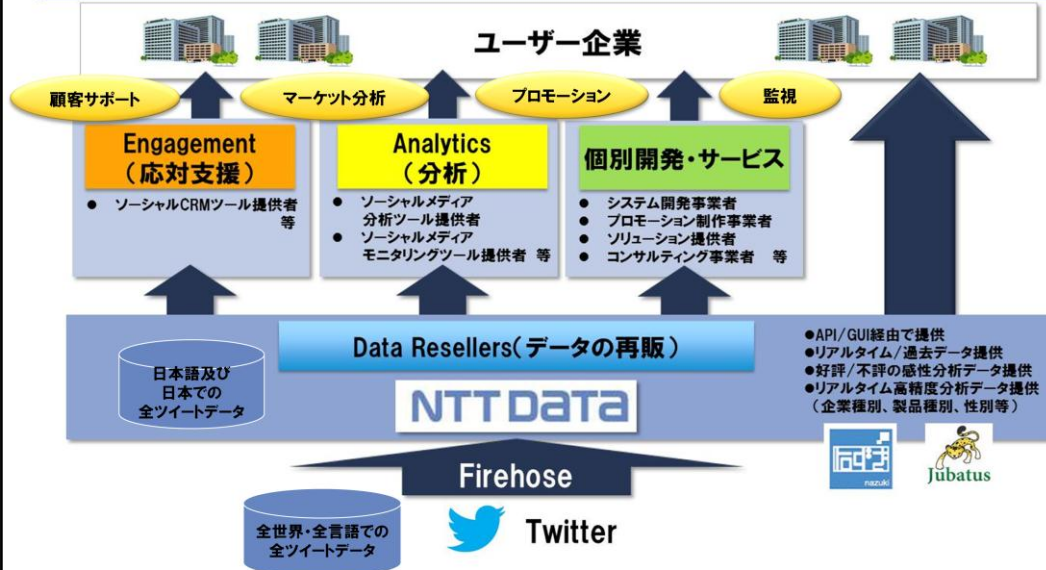 ユーザー企業
顧客サポート
マーケット分析
プロモーション
監視
Engagement
(応対支援)
● ソーシャルCRMツール提供者
等
Analytics
(分析)
● ソーシャルメディア
分析ツール提供者
● ソーシャルメディア
モニタリングツール提供者 等
個別開発・サービス
● システム開発事業者
● プロモーション制作事業者
● ソリューション提供者
● コンサルティング事業者 等
Data Resellers(データの再販)
日本語及び
日本での
全ツイートデータ
NTT DATA
●API/GUI経由で提供
●リアルタイム/過去データ提供
●好評/不評の感性分析データ提供
●リアルタイム高精度分析データ提供
(企業種別、製品種別、性別等)
なずき
nazuki
Jubatus
Firehose
全世界・全言語での
全ツイートデータ
Twitter